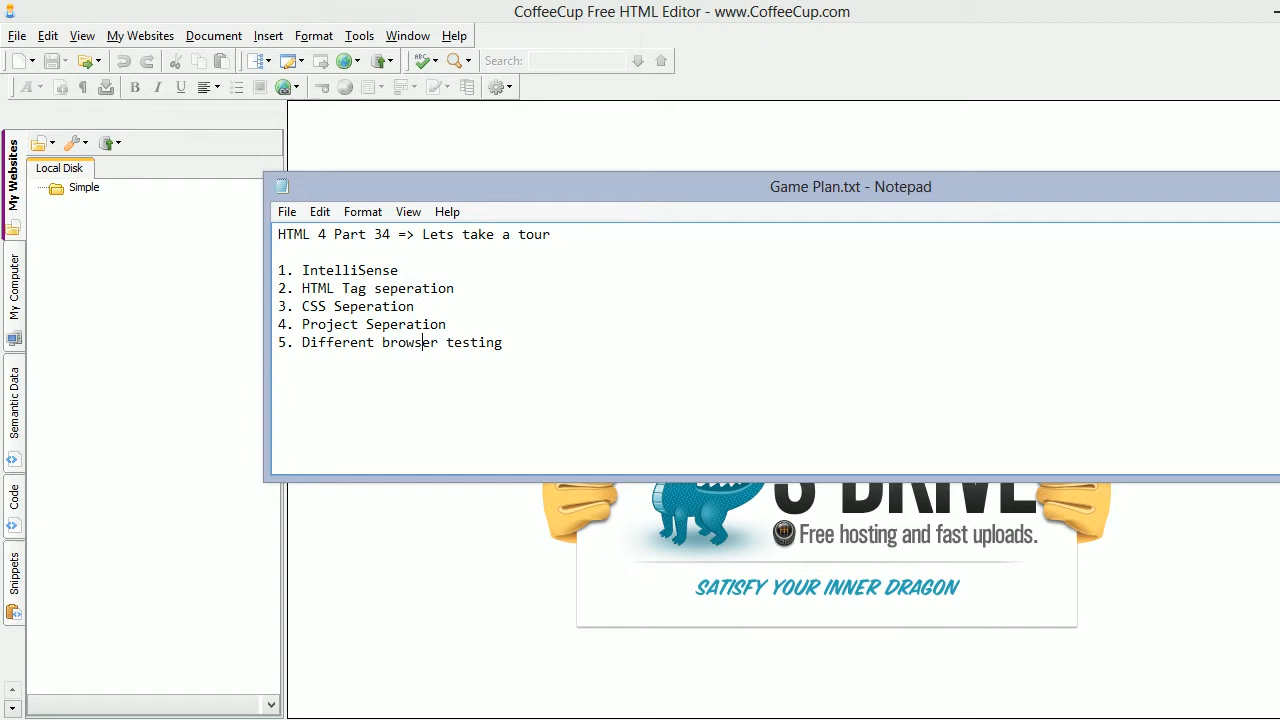 CoffeeCup Free HTML Editor - www.CoffeeCup.com
File Edit View My Websites Document Insert Format Tools Window Help
Search:
B I U
My Websites
My Computer
Semantic Data
Code
Snippets
Local Disk
Simple
Game Plan.txt - Notepad
File Edit Format View Help
HTML 4 Part 34 => Lets take a tour
1. IntelliSense
2. HTML Tag seperation
3. CSS Seperation
4. Project Seperation
5. Different browser testing
S-DRIVE
Free hosting and fast uploads.
SATISFY YOUR INNER DRAGON